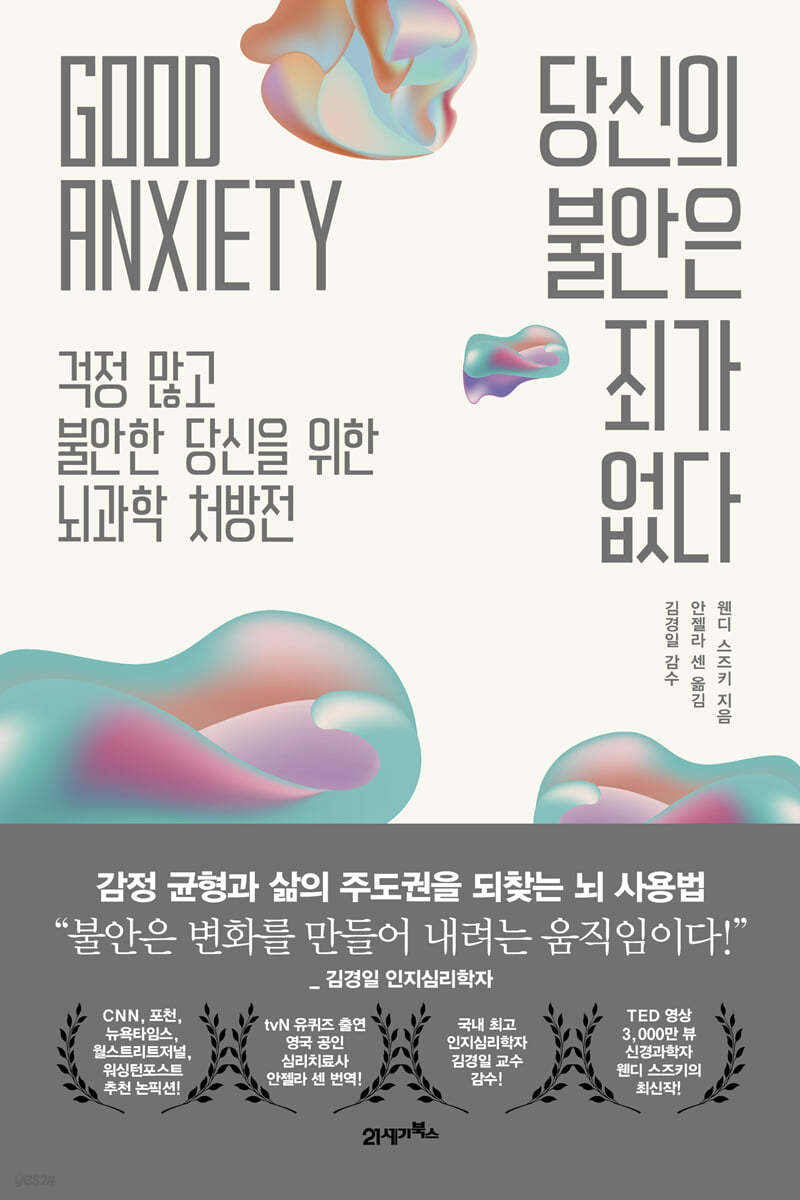 GOOD
ANXIETY
당신의
불안은
죄가
없다
걱정 많고
불안한 당신을 위한
뇌과학 처방전
웬디 스즈키 지음
안젤라 센 옮김
김경일 감수
감정 균형과 삶의 주도권을 되찾는 뇌 사용법
“불안은 변화를 만들어 내려는 움직임이다!”
_ 김경일 인지심리학자
CNN, 포천,
뉴욕타임스,
월스트리트저널,
워싱턴포스트
추천 논픽션!
tvN 유퀴즈 출연
영국 공인
심리치료사
안젤라 센 번역!
국내 최고
인지심리학자
김경일 교수
감수!
TED 영상
3,000만 뷰
신경과학자
웬디 스즈키의
최신작!
21세기북스
yes24